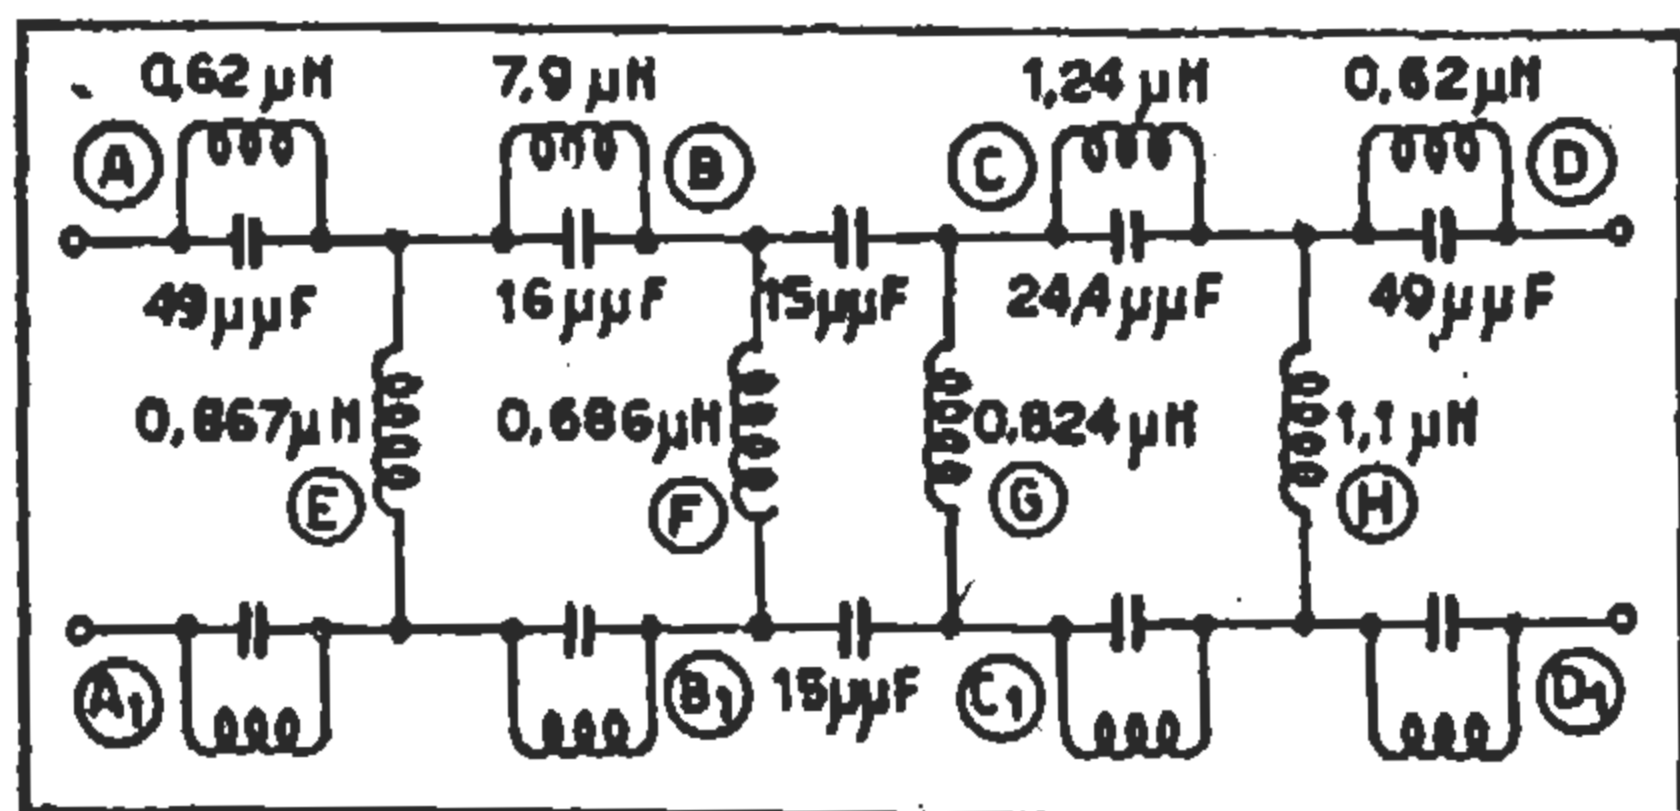 0,62 µH 7,9 µH 1,24 µH 0,62 µH
A B C D
49 µµF 16 µµF 15 µµF 24,4 µµF 49 µµF
0,867 µH 0,686 µH 0,824 µH 1,1 µH
E F G H
A1 B1 15 µµF C1 D1